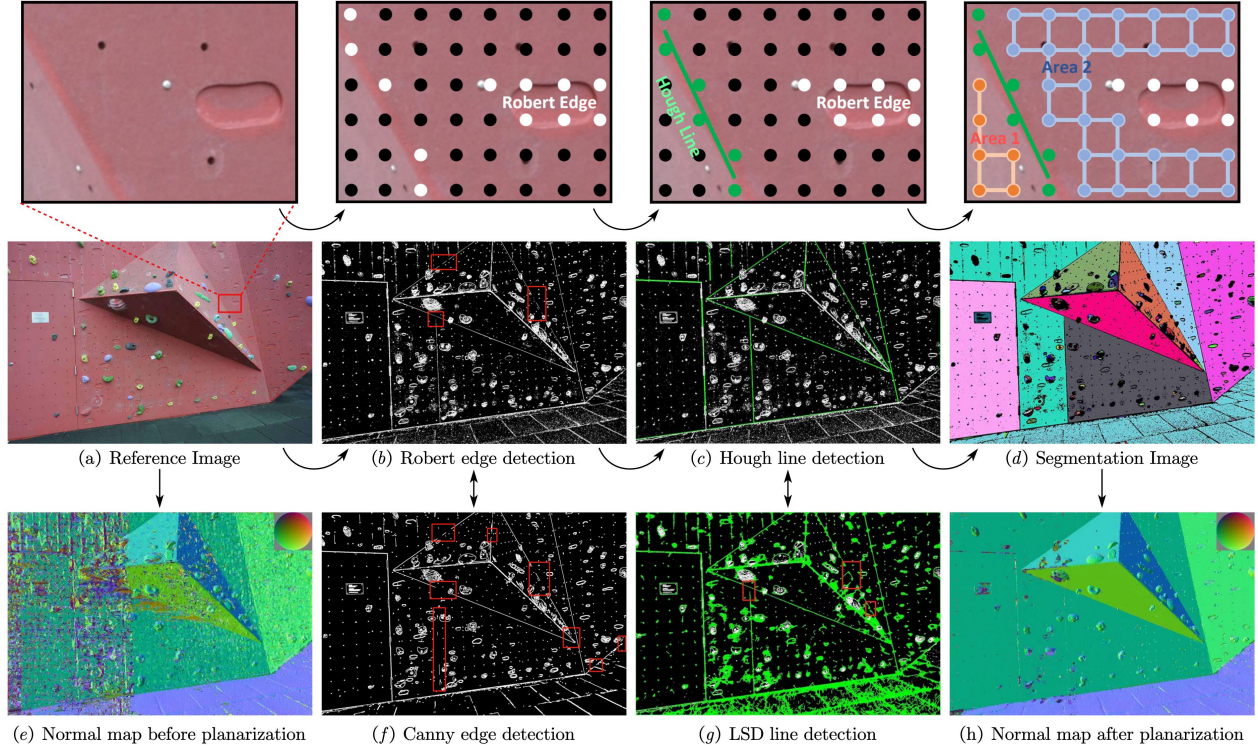 Robert Edge
Hough Line
Robert Edge
Area 2
Area 1
(a) Reference Image
(b) Robert edge detection
(c) Hough line detection
(d) Segmentation Image
(e) Normal map before planarization
(f) Canny edge detection
(g) LSD line detection
(h) Normal map after planarization